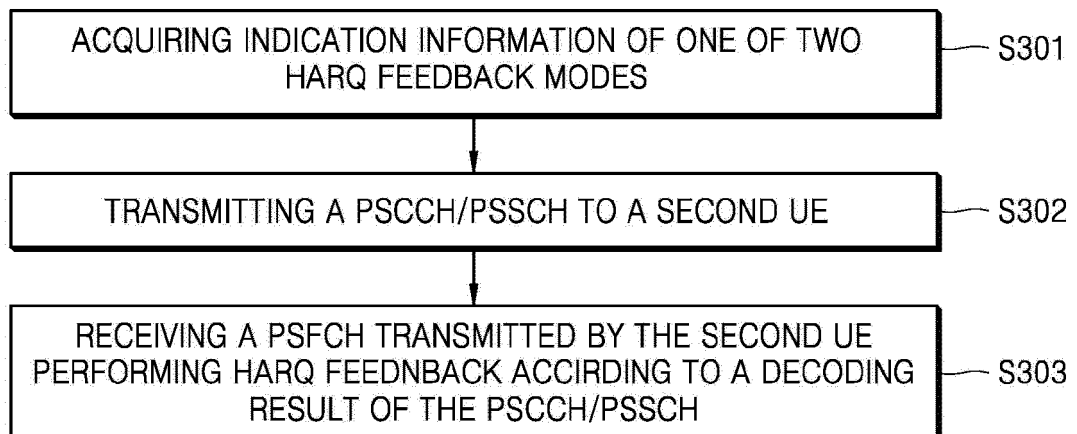 ACQUIRING INDICATION INFORMATION OF ONE OF TWO
HARQ FEEDBACK MODES
S301
TRANSMITTING A PSCCH/PSSCH TO A SECOND UE
S302
RECEIVING A PSFCH TRANSMITTED BY THE SECOND UE
PERFORMING HARQ FEEDNBACK ACCIRDING TO A DECODING
RESULT OF THE PSCCH/PSSCH
S303